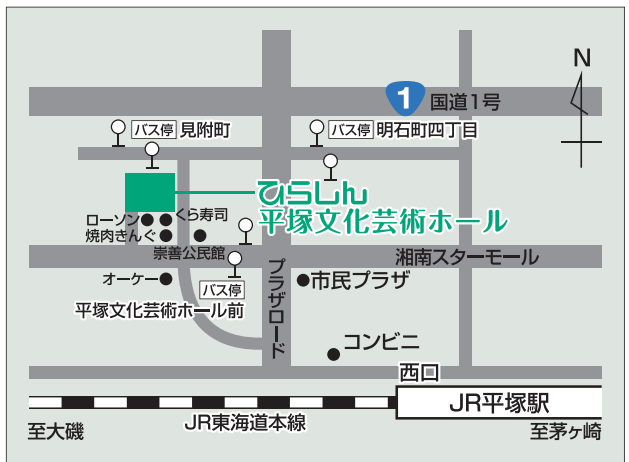 N
1
国道1号
バス停 見附町
バス停 明石町四丁目
ひらしん
平塚文化芸術ホール
ローソン
くら寿司
焼肉きんぐ
崇善公民館
湘南スターモール
オーケー
バス停
平塚文化芸術ホール前
プラザロード
市民プラザ
コンビニ
西口
JR平塚駅
JR東海道本線
至大磯
至茅ヶ崎